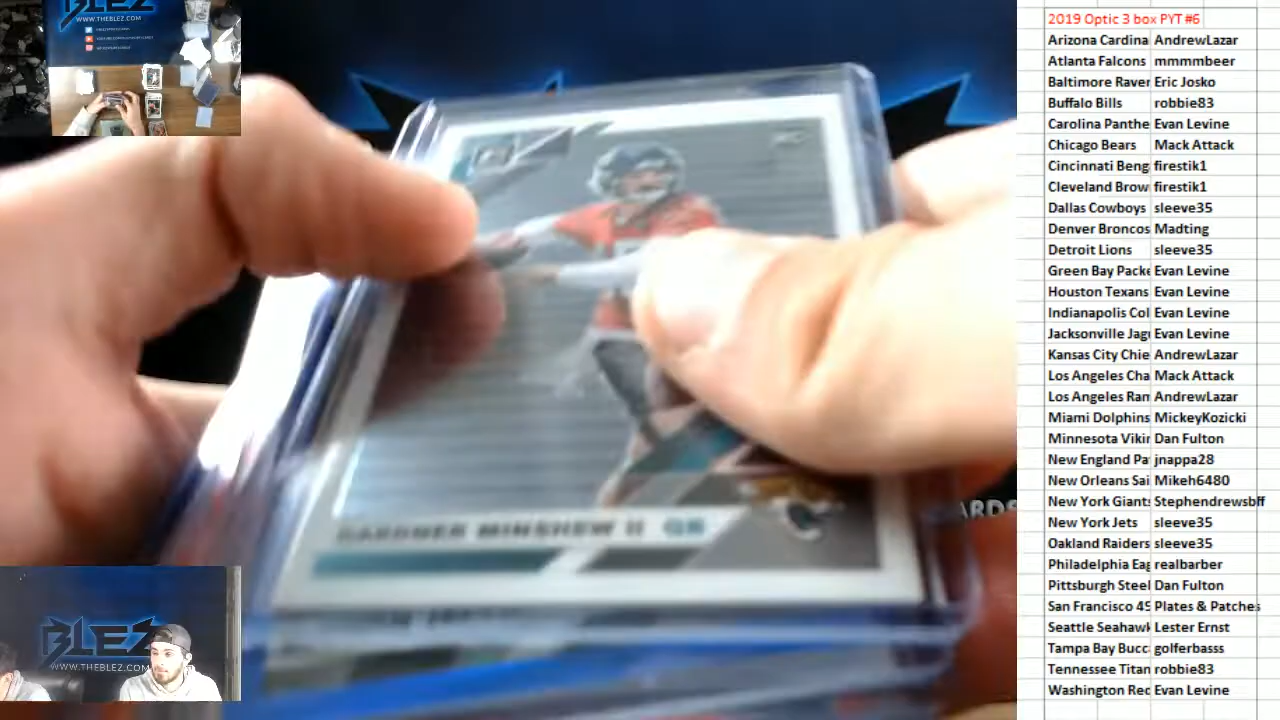 BLEZ
WWW.THEBLEZ.COM
GARDNER MINSHEW II QB
ARDS
BLEZ
WWW.THEBLEZ.COM
2019 Optic 3 box PYT #6
Arizona Cardina AndrewLazar
Atlanta Falcons mmmmbeer
Baltimore Raver Eric Josko
Buffalo Bills robbie83
Carolina Panthe Evan Levine
Chicago Bears Mack Attack
Cincinnati Beng firestik1
Cleveland Brow firestik1
Dallas Cowboys sleeve35
Denver Broncos Madting
Detroit Lions sleeve35
Green Bay Packe Evan Levine
Houston Texans Evan Levine
Indianapolis Col Evan Levine
Jacksonville Jag Evan Levine
Kansas City Chie AndrewLazar
Los Angeles Cha Mack Attack
Los Angeles Ram AndrewLazar
Miami Dolphins MickeyKozicki
Minnesota Vikir Dan Fulton
New England Pa jnappa28
New Orleans Sai Mikeh6480
New York Giants Stephendrewsbff
New York Jets sleeve35
Oakland Raiders sleeve35
Philadelphia Eag realbarber
Pittsburgh Steel Dan Fulton
San Francisco 49 Plates & Patches
Seattle Seahawk Lester Ernst
Tampa Bay Bucc golferbasss
Tennessee Titan robbie83
Washington Red Evan Levine